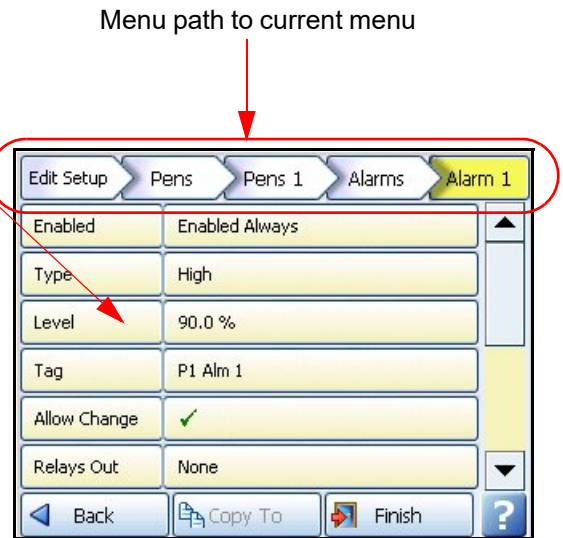 Menu path to current menu
Edit Setup Pens Pens 1 Alarms Alarm 1
Enabled Enabled Always
Type High
Level 90.0 %
Tag P1 Alm 1
Allow Change ✓
Relays Out None
Back Copy To Finish ?